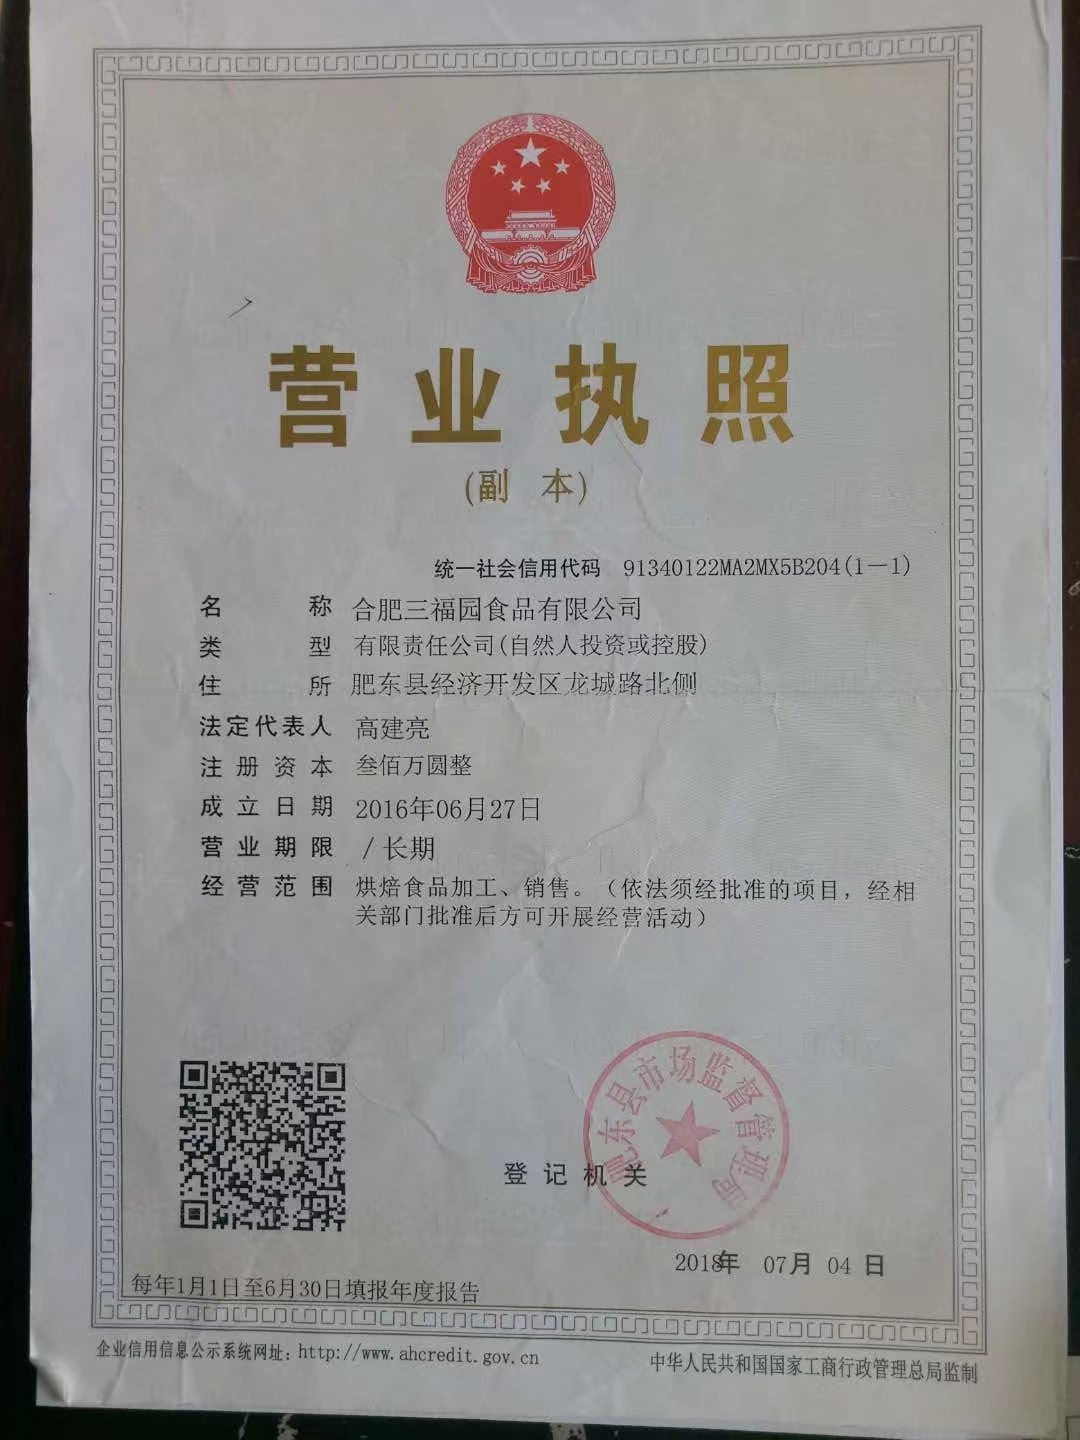 营业执照
(副 本)
统一社会信用代码 91340122MA2MX5B204(1-1)
名 称 合肥三福园食品有限公司
类 型 有限责任公司(自然人投资或控股)
住 所 肥东县经济开发区龙城路北侧
法定代表人 高建亮
注册资本 叁佰万圆整
成立日期 2016年06月27日
营业期限 /长期
经营范围 烘焙食品加工、销售。(依法须经批准的项目,经相
关部门批准后方可开展经营活动)
肥东县市场监督管理局
登记机关
2018年 07月 04 日
每年1月1日至6月30日填报年度报告
企业信用信息公示系统网址:http://www.ahcredit.gov.cn
中华人民共和国国家工商行政管理总局监制